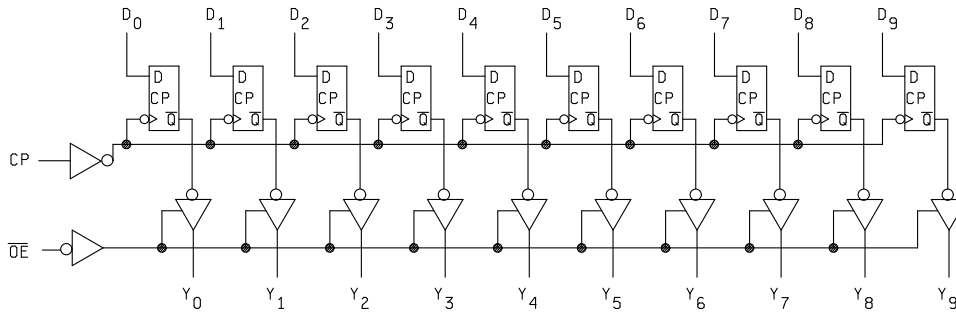 D0 D1 D2 D3 D4 D5 D6 D7 D8 D9
D D D D D D D D D D
CP CP CP CP CP CP CP CP CP CP
Q̅ Q̅ Q̅ Q̅ Q̅ Q̅ Q̅ Q̅ Q̅ Q̅
CP
O̅E̅
Y0 Y1 Y2 Y3 Y4 Y5 Y6 Y7 Y8 Y9